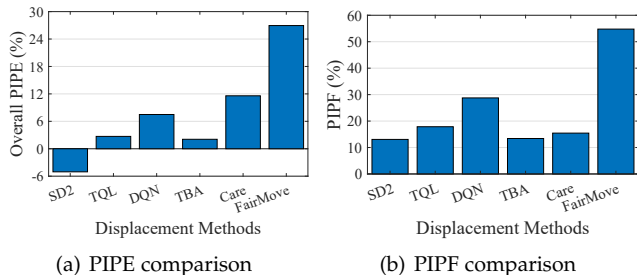 Overall PIPE (%)
30
24
18
12
6
0
-6
SD2 TQL DQN TBA Care FairMove
Displacement Methods
(a) PIPE comparison
PIPF (%)
60
50
40
30
20
10
0
SD2 TQL DQN TBA Care FairMove
Displacement Methods
(b) PIPF comparison